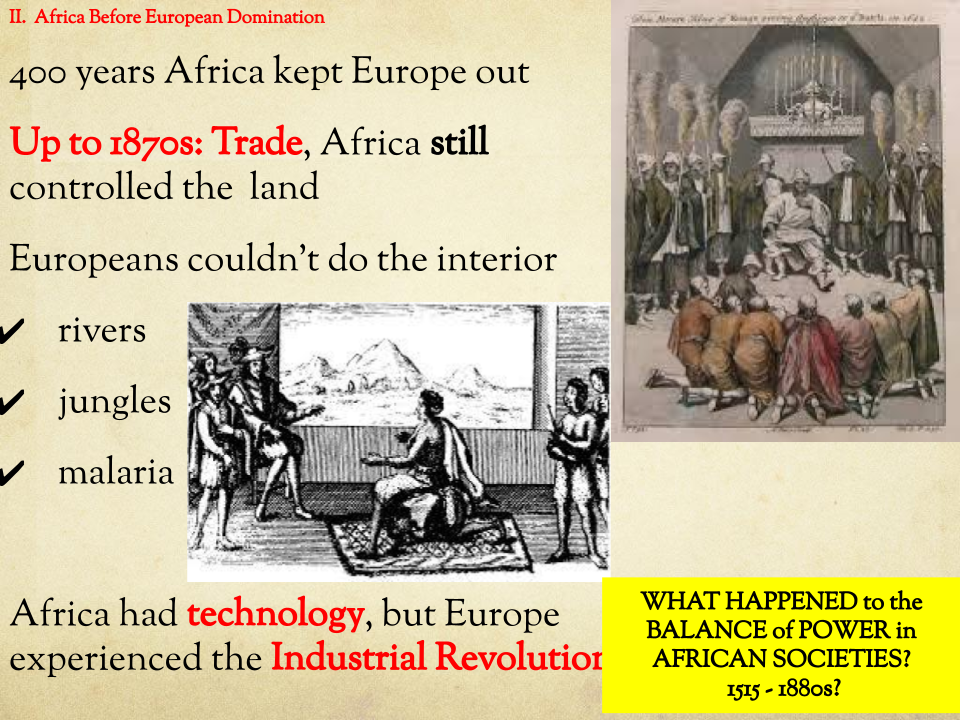 II. Africa Before European Domination
400 years Africa kept Europe out
Up to 1870s: Trade, Africa still
controlled the land
Europeans couldn’t do the interior
✔ rivers
✔ jungles
✔ malaria
Africa had technology, but Europe
experienced the Industrial Revolution
WHAT HAPPENED to the
BALANCE of POWER in
AFRICAN SOCIETIES?
1515 - 1880s?